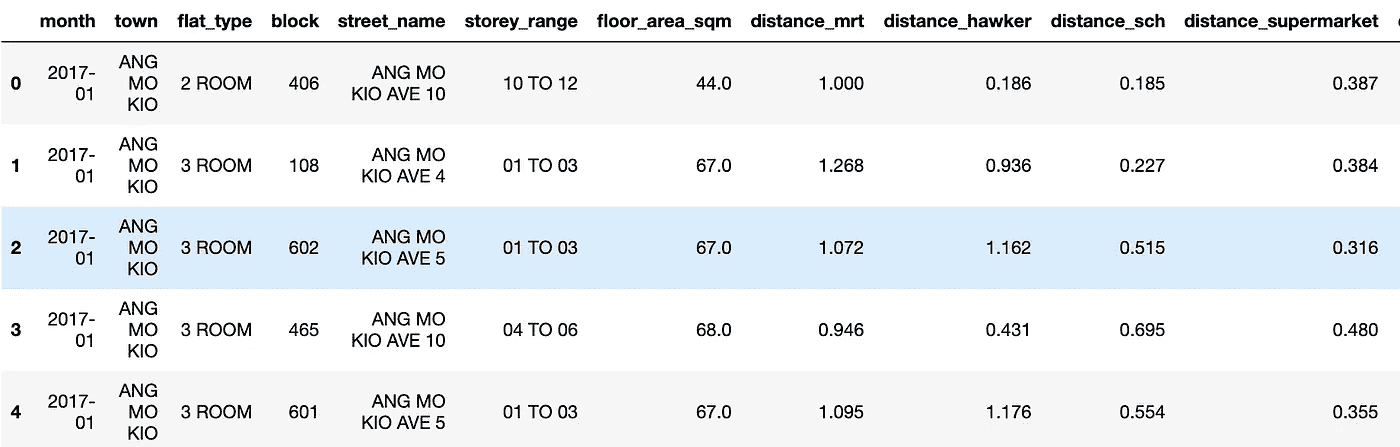 month town flat_type block street_name storey_range floor_area_sqm distance_mrt distance_hawker distance_sch distance_supermarket
0 2017-01 ANG MO KIO 2 ROOM 406 ANG MO KIO AVE 10 10 TO 12 44.0 1.000 0.186 0.185 0.387
1 2017-01 ANG MO KIO 3 ROOM 108 ANG MO KIO AVE 4 01 TO 03 67.0 1.268 0.936 0.227 0.384
2 2017-01 ANG MO KIO 3 ROOM 602 ANG MO KIO AVE 5 01 TO 03 67.0 1.072 1.162 0.515 0.316
3 2017-01 ANG MO KIO 3 ROOM 465 ANG MO KIO AVE 10 04 TO 06 68.0 0.946 0.431 0.695 0.480
4 2017-01 ANG MO KIO 3 ROOM 601 ANG MO KIO AVE 5 01 TO 03 67.0 1.095 1.176 0.554 0.355